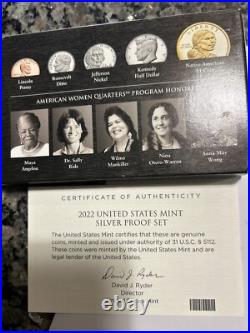 Lincoln
Penny
Roosevelt
Dime
Jefferson
Nickel
Kennedy
Half Dollar
Native American
AMERICAN WOMEN QUARTERS™ PROGRAM HONOR
Maya
Angelou
Dr. Sally
Ride
Wilma
Mankiller
Nina
Otero-Warren
Anna May
Wong
CERTIFICATE OF AUTHENTICITY
2022 UNITED STATES MINT
SILVER PROOF SET
The United States Mint certifies that these are genuine
coins, minted and issued under authority of 31 U.S.C. § 5112.
These coins were minted by the United States Mint and are
legal tender of the United States.
David J. Ryder
David J. Ryder
Director
Mint